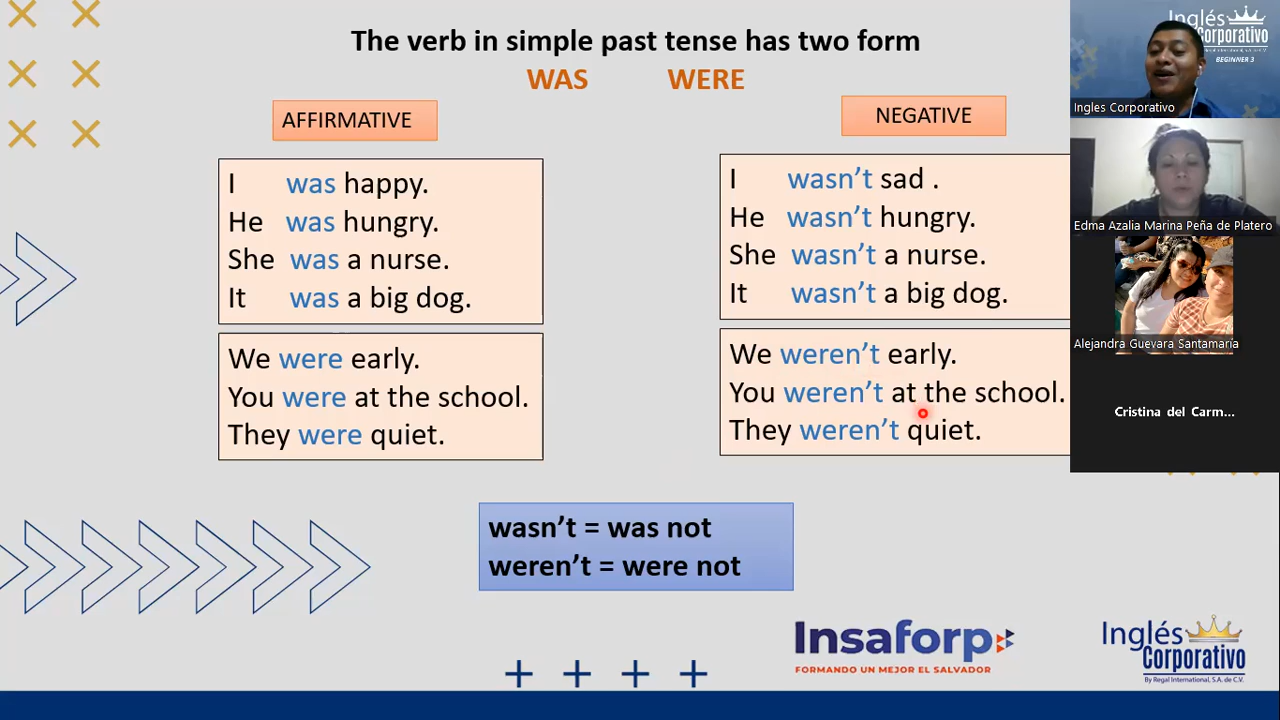 The verb in simple past tense has two form
WAS WERE
AFFIRMATIVE
I was happy.
He was hungry.
She was a nurse.
It was a big dog.
We were early.
You were at the school.
They were quiet.
NEGATIVE
I wasn't sad .
He wasn't hungry.
She wasn't a nurse.
It wasn't a big dog.
We weren't early.
You weren't at the school.
They weren't quiet.
wasn't = was not
weren't = were not
Insaforp
FORMANDO UN MEJOR EL SALVADOR
Inglés
Corporativo
By Regal International, S.A. de C.V.
Inglés
Corporativo
BEGINNER 3
Ingles Corporativo
Edma Azalia Marina Peña de Platero
Alejandra Guevara Santamaría
Cristina del Carm...